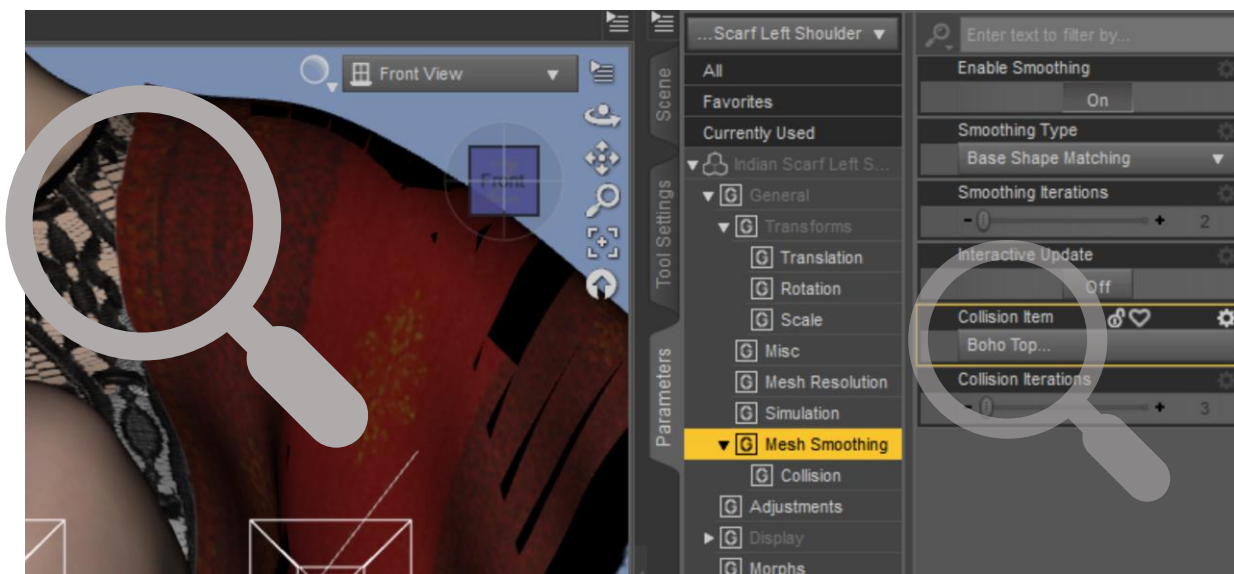 Front View
Front
Scene
Tool Settings
Parameters
...Scarf Left Shoulder
All
Favorites
Currently Used
Indian Scarf Left S...
General
Transforms
Translation
Rotation
Scale
Misc
Mesh Resolution
Simulation
Mesh Smoothing
Collision
Adjustments
Display
Morphs
Enter text to filter by...
Enable Smoothing
On
Smoothing Type
Base Shape Matching
Smoothing Iterations
- + 2
Interactive Update
Off
Collision Item
Boho Top...
Collision Iterations
- + 3